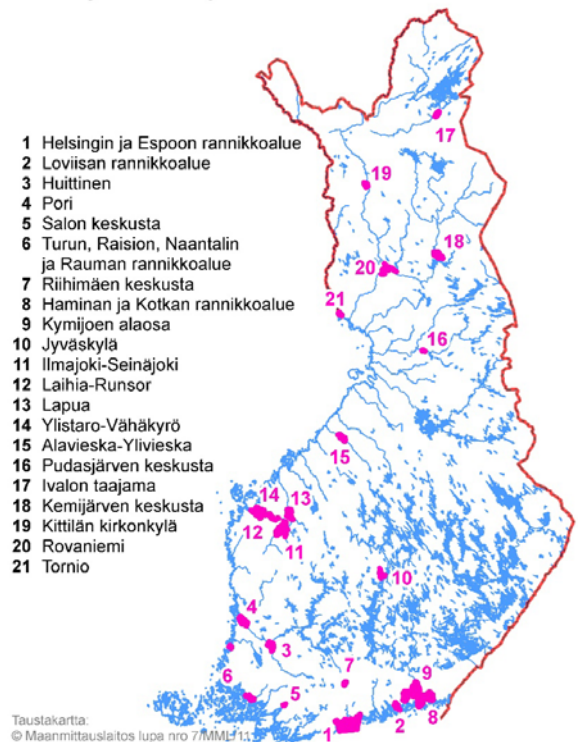 1 Helsingin ja Espoon rannikkoalue
2 Loviisan rannikkoalue
3 Huittinen
4 Pori
5 Salon keskusta
6 Turun, Raision, Naantalin
ja Rauman rannikkoalue
7 Riihimäen keskusta
8 Haminan ja Kotkan rannikkoalue
9 Kymijoen alaosa
10 Jyväskylä
11 Ilmajoki-Seinäjoki
12 Laihia-Runsor
13 Lapua
14 Ylistaro-Vähäkyrö
15 Alavieska-Ylivieska
16 Pudasjärven keskusta
17 Ivalon taajama
18 Kemijärven keskusta
19 Kittilän kirkonkylä
20 Rovaniemi
21 Tornio
17
19
18
20
21
16
15
14
13
12
11
10
4
3
9
7
6
5
2
8
1
Taustakartta:
© Maanmittauslaitos lupa nro 7/MML/11